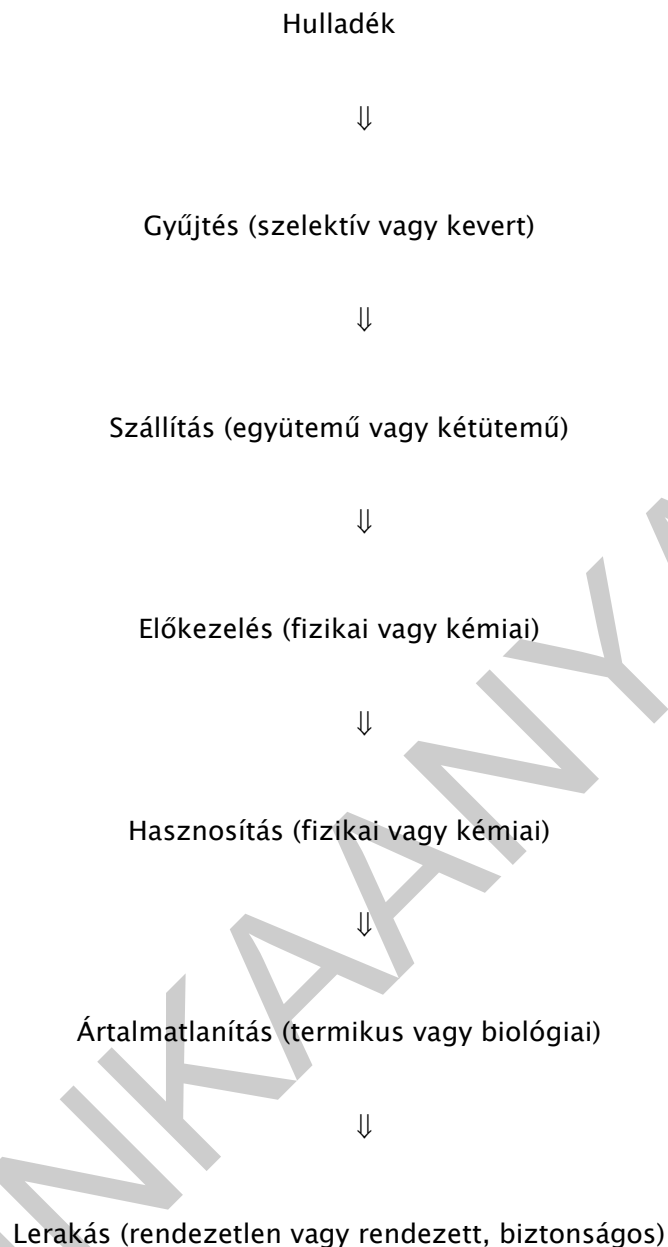 Hulladék
⇓
Gyűjtés (szelektív vagy kevert)
⇓
Szállítás (együtemű vagy kétütemű)
⇓
Előkezelés (fizikai vagy kémiai)
⇓
Hasznosítás (fizikai vagy kémiai)
⇓
Ártalmatlanítás (termikus vagy biológiai)
⇓
Lerakás (rendezetlen vagy rendezett, biztonságos)